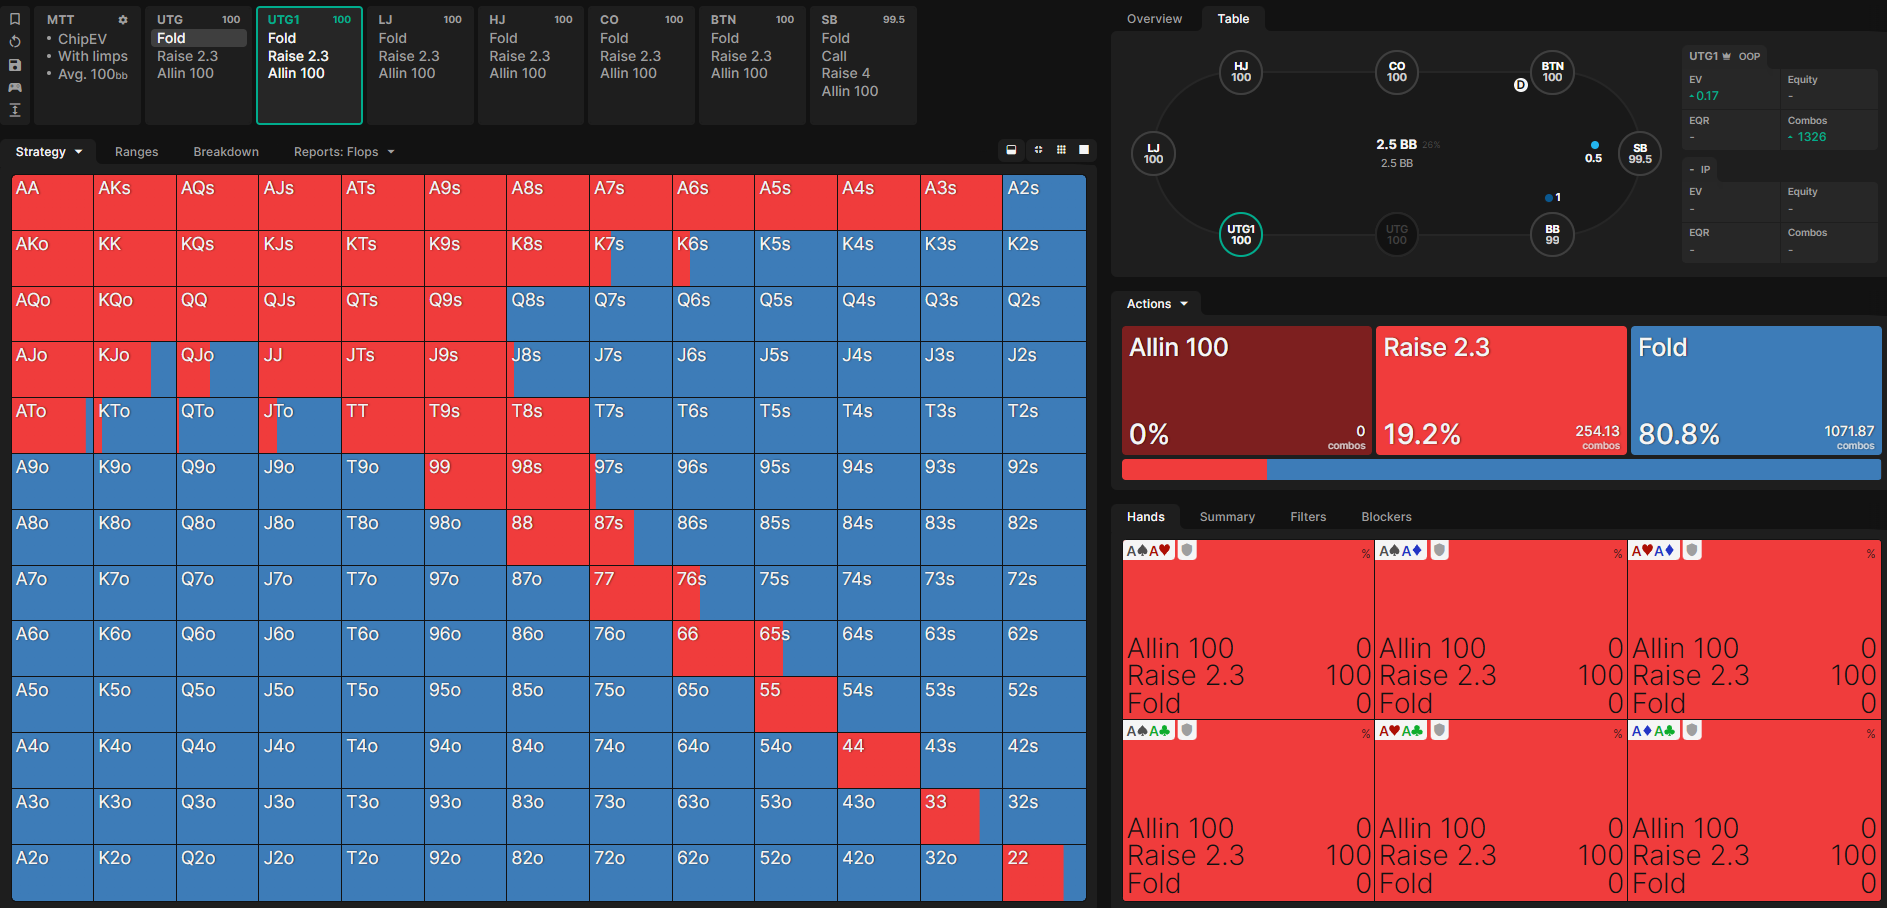 MTT
ChipEV
With limps
Avg. 100bb
UTG 100
Fold
Raise 2.3
Allin 100
UTG1 100
Fold
Raise 2.3
Allin 100
LJ 100
Fold
Raise 2.3
Allin 100
HJ 100
Fold
Raise 2.3
Allin 100
CO 100
Fold
Raise 2.3
Allin 100
BTN 100
Fold
Raise 2.3
Allin 100
SB 99.5
Fold
Call
Raise 4
Allin 100
Strategy Ranges Breakdown Reports: Flops
AA AKs AQs AJs ATs A9s A8s A7s A6s A5s A4s A3s A2s
AKo KK KQs KJs KTs K9s K8s K7s K6s K5s K4s K3s K2s
AQo KQo QQ QJs QTs Q9s Q8s Q7s Q6s Q5s Q4s Q3s Q2s
AJo KJo QJo JJ JTs J9s J8s J7s J6s J5s J4s J3s J2s
ATo KTo QTo JTo TT T9s T8s T7s T6s T5s T4s T3s T2s
A9o K9o Q9o J9o T9o 99 98s 97s 96s 95s 94s 93s 92s
A8o K8o Q8o J8o T8o 98o 88 87s 86s 85s 84s 83s 82s
A7o K7o Q7o J7o T7o 97o 87o 77 76s 75s 74s 73s 72s
A6o K6o Q6o J6o T6o 96o 86o 76o 66 65s 64s 63s 62s
A5o K5o Q5o J5o T5o 95o 85o 75o 65o 55 54s 53s 52s
A4o K4o Q4o J4o T4o 94o 84o 74o 64o 54o 44 43s 42s
A3o K3o Q3o J3o T3o 93o 83o 73o 63o 53o 43o 33 32s
A2o K2o Q2o J2o T2o 92o 82o 72o 62o 52o 42o 32o 22
Overview Table
HJ
100
CO
100
BTN
100
D
LJ
100
2.5 BB 26%
2.5 BB
0.5
SB
99.5
1
UTG1
100
UTG
100
BB
99
UTG1 OOP
EV Equity
0.17 -
EQR Combos
- 1326
- IP
EV Equity
- -
EQR Combos
- -
Actions
Allin 100
0%
0
combos
Raise 2.3
19.2%
254.13
combos
Fold
80.8%
1071.87
combos
Hands Summary Filters Blockers
A♠A♥ %
Allin 100 0
Raise 2.3 100
Fold 0
A♠A♦ %
Allin 100 0
Raise 2.3 100
Fold 0
A♥A♦ %
Allin 100 0
Raise 2.3 100
Fold 0
A♠A♣ %
Allin 100 0
Raise 2.3 100
Fold 0
A♥A♣ %
Allin 100 0
Raise 2.3 100
Fold 0
A♦A♣ %
Allin 100 0
Raise 2.3 100
Fold 0